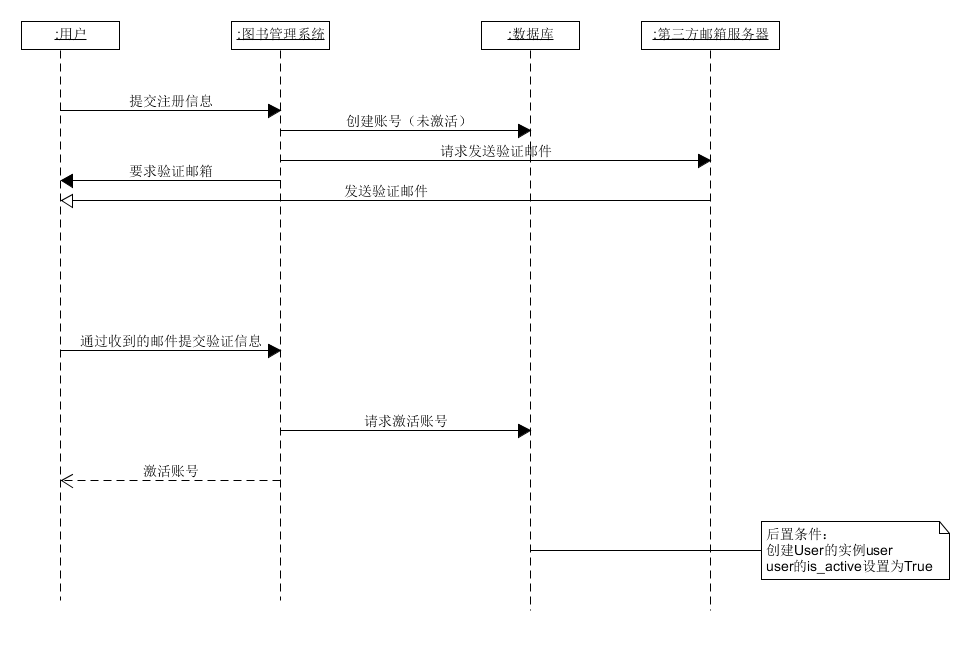 :用户
:图书管理系统
:数据库
:第三方邮箱服务器
提交注册信息
创建账号（未激活）
请求发送验证邮件
要求验证邮箱
发送验证邮件
通过收到的邮件提交验证信息
请求激活账号
激活账号
后置条件：
创建User的实例user
user的is_active设置为True